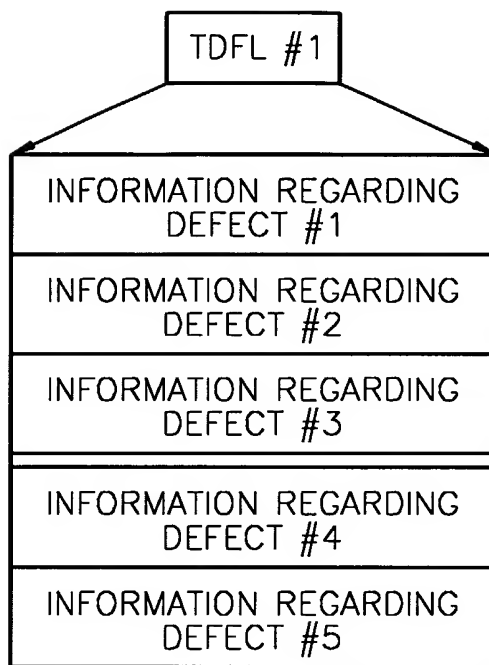 TDFL #1
INFORMATION REGARDING
DEFECT #1
INFORMATION REGARDING
DEFECT #2
INFORMATION REGARDING
DEFECT #3
INFORMATION REGARDING
DEFECT #4
INFORMATION REGARDING
DEFECT #5